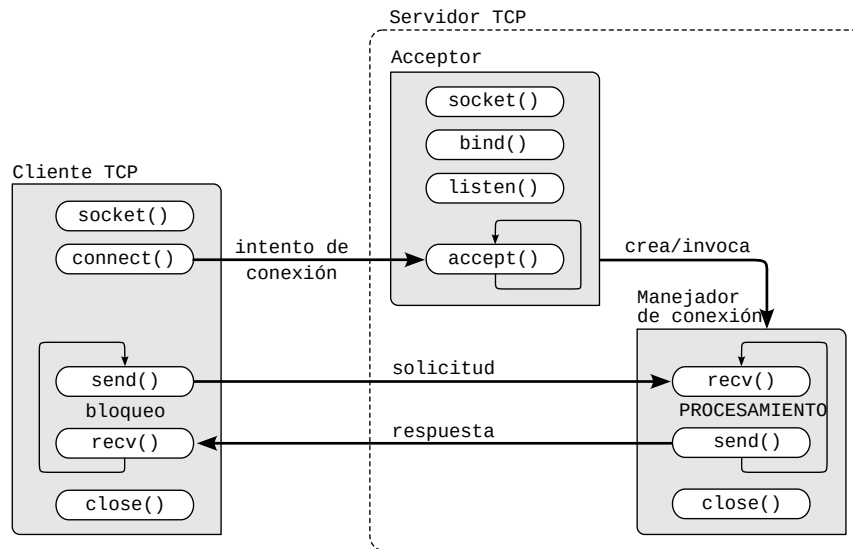 Servidor TCP
Acceptor
socket()
bind()
listen()
accept()
Cliente TCP
socket()
connect()
intento de
conexión
crea/invoca
Manejador
de conexión
send()
bloqueo
recv()
close()
solicitud
respuesta
recv()
PROCESAMIENTO
send()
close()